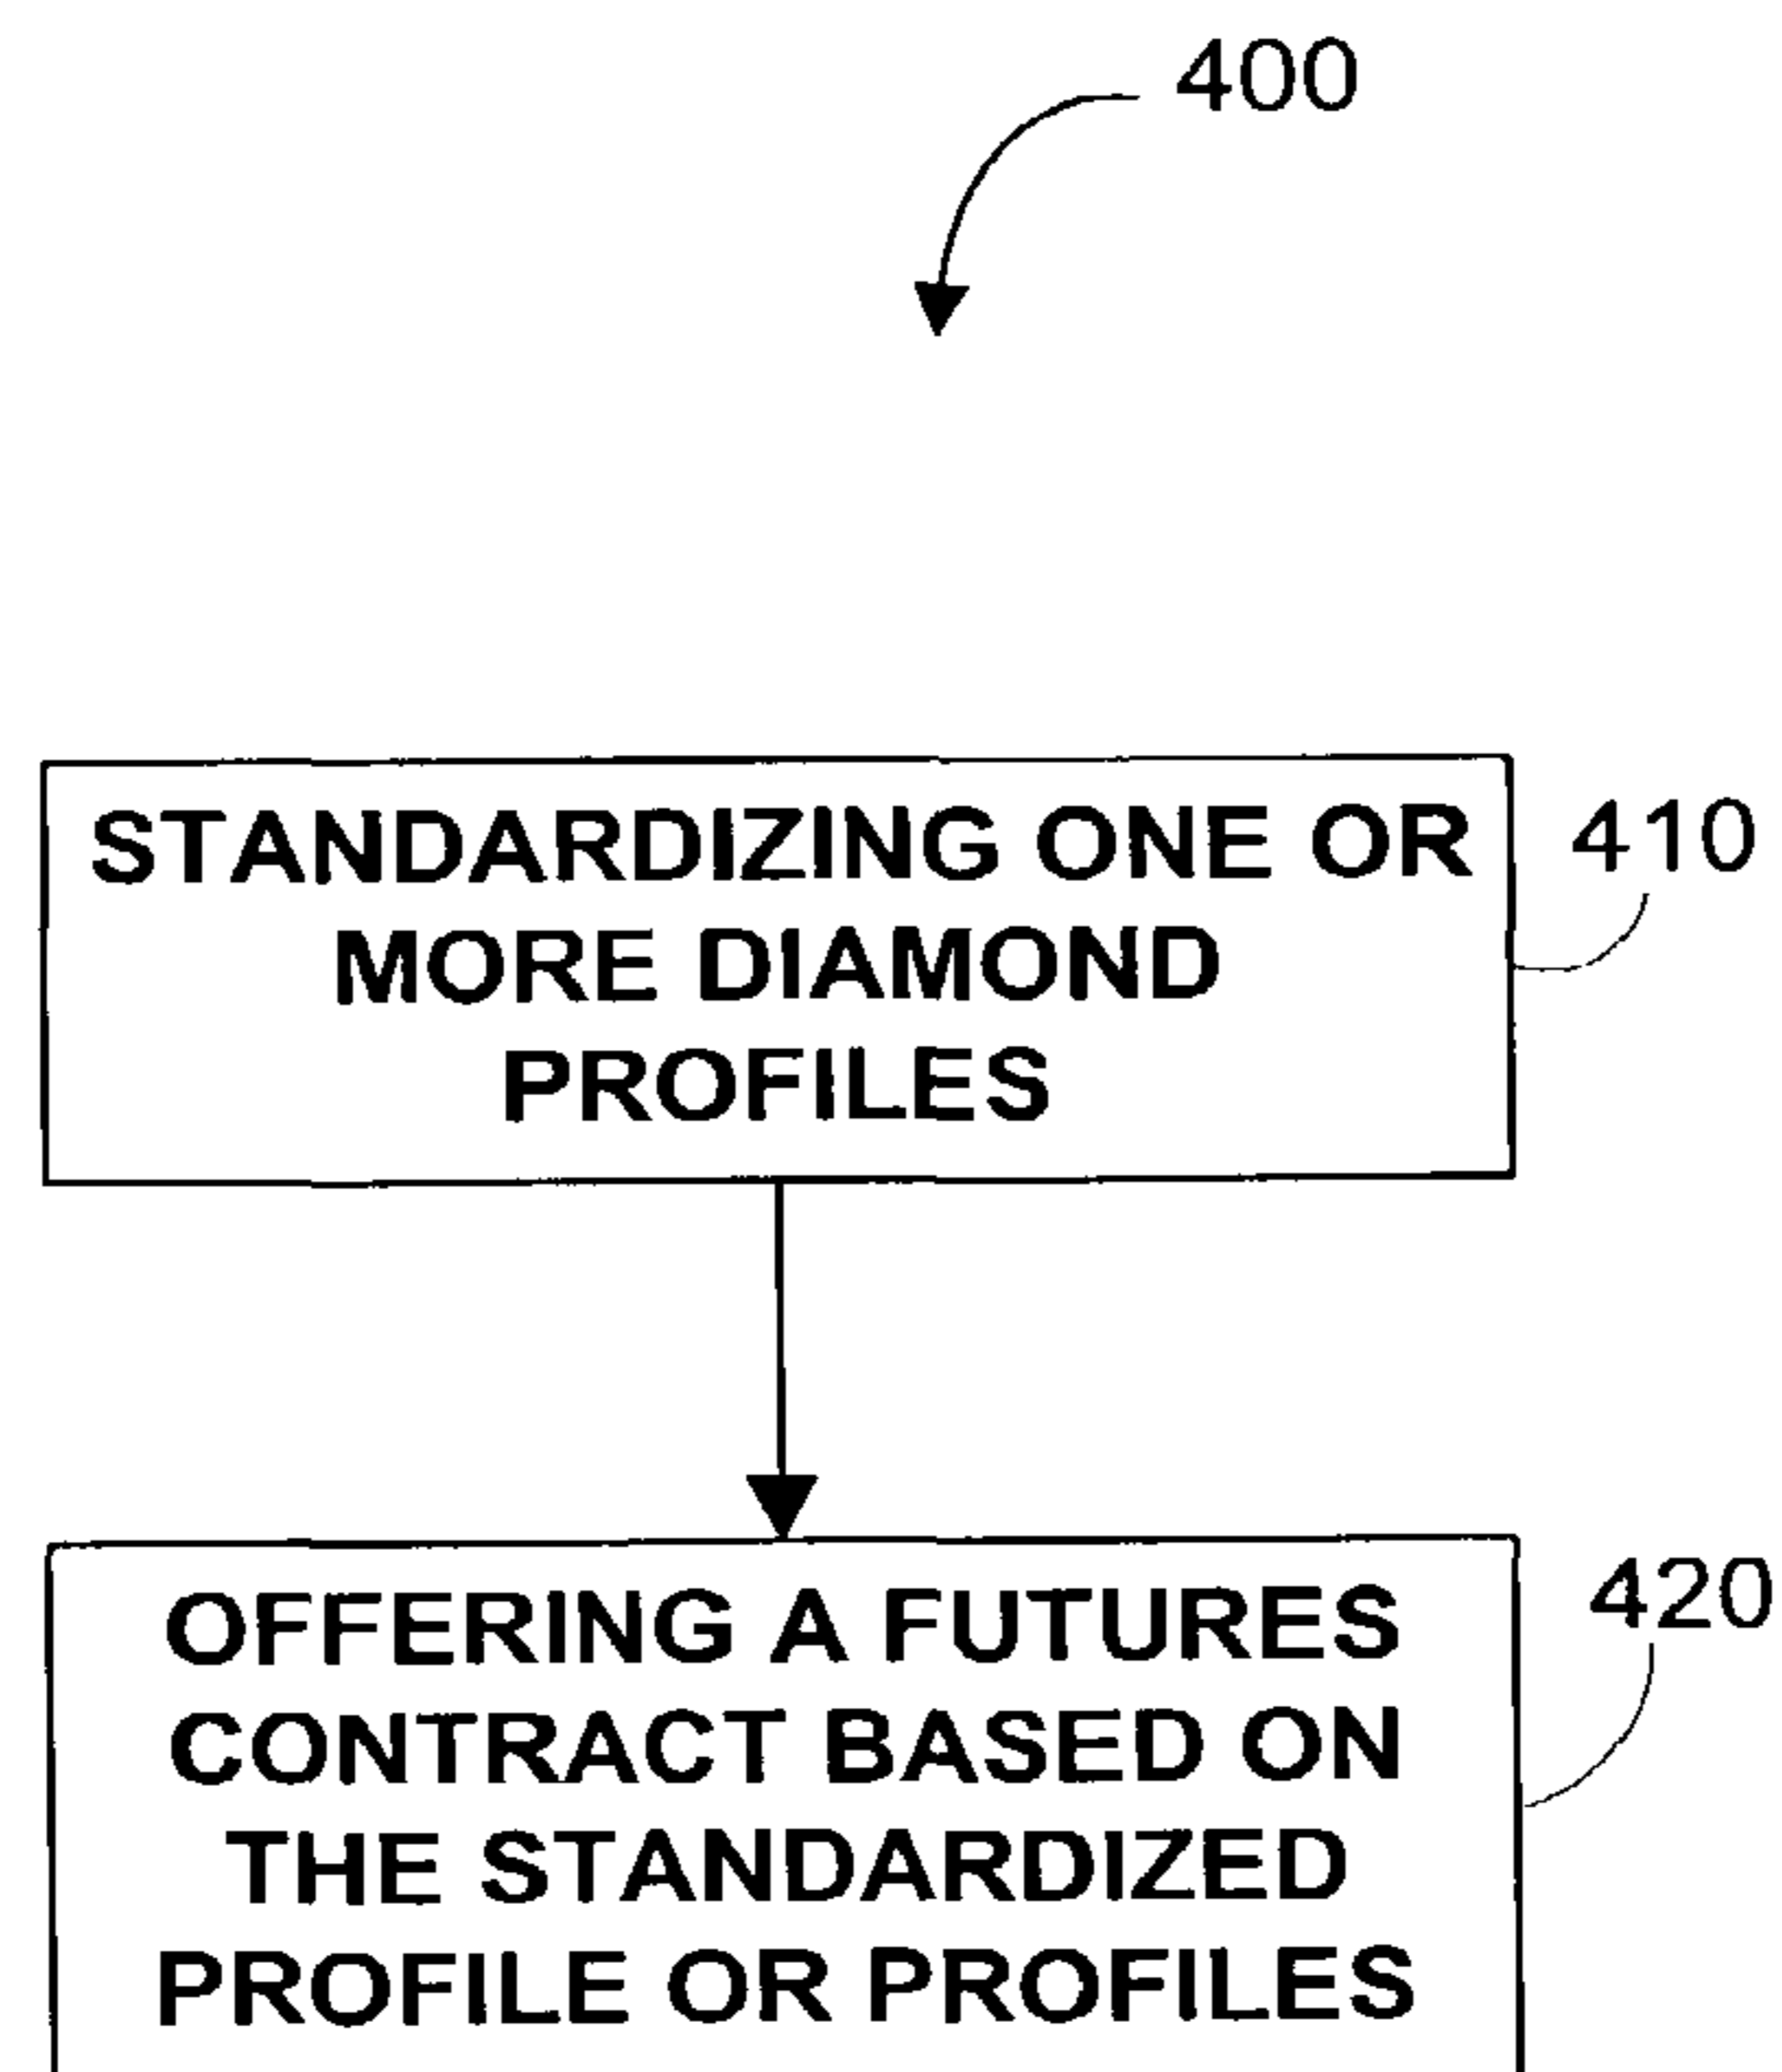 400
STANDARDIZING ONE OR
MORE DIAMOND
PROFILES
410
OFFERING A FUTURES
CONTRACT BASED ON
THE STANDARDIZED
PROFILE OR PROFILES
420